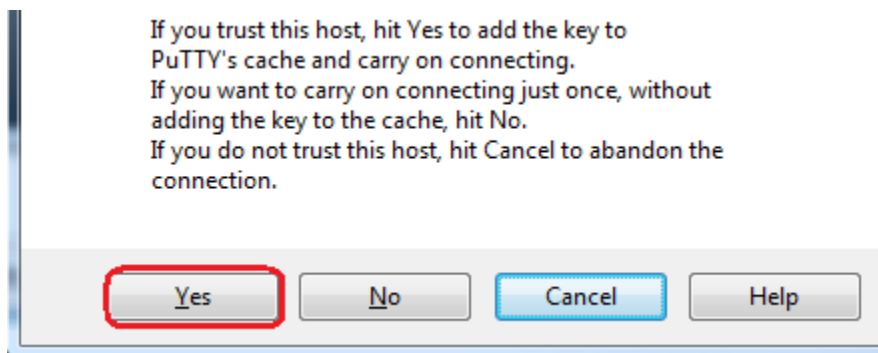 If you trust this host, hit Yes to add the key to
PuTTY's cache and carry on connecting.
If you want to carry on connecting just once, without
adding the key to the cache, hit No.
If you do not trust this host, hit Cancel to abandon the
connection.
Yes No Cancel Help